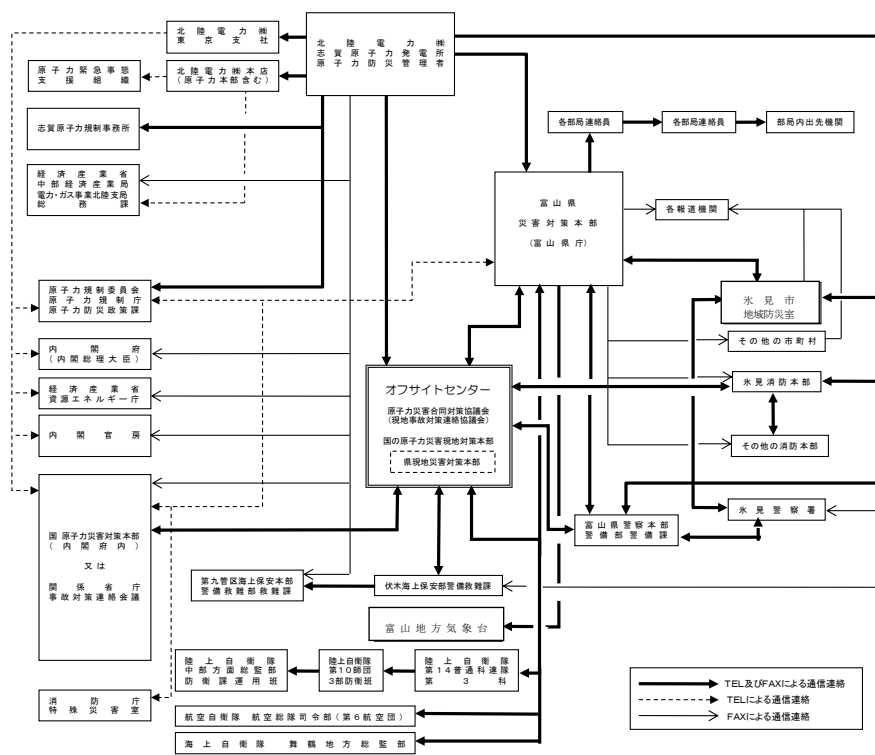 北陸電力㈱
東京支社
北陸電力㈱
志賀原子力発電所
原子力防災管理者
原子力緊急事態
支援組織
北陸電力㈱本店
(原子力本部含む)
志賀原子力規制事務所
各部局連絡員
各部局連絡員
部局内出先機関
経済産業省
中部経済産業局
電力・ガス事業北陸支局
総務課
富山県
災害対策本部
(富山県庁)
各報道機関
原子力規制委員会
原子力規制庁
原子力防災政策課
氷見市
地域防災室
内閣府
(内閣総理大臣)
その他の市町村
経済産業省
資源エネルギー庁
オフサイトセンター
原子力災害合同対策協議会
(現地事故対策連絡協議会)
国の原子力災害現地対策本部
県現地災害対策本部
氷見消防本部
内閣官房
その他の消防本部
国原子力災害対策本部
(内閣府内)
又は
関係省庁
事故対策連絡会議
富山県警察本部
警備部警備課
氷見警察署
第九管区海上保安本部
警備救難部救難課
伏木海上保安部警備救難課
富山地方気象台
陸上自衛隊
中部方面総監部
防衛課運用班
陸上自衛隊
第10師団
3部防衛班
陸上自衛隊
第14普通科連隊
第3科
消防庁
特殊災害室
航空自衛隊 航空総隊司令部(第6航空団)
海上自衛隊 舞鶴地方総監部
TEL及びFAXによる通信連絡
TELによる通信連絡
FAXによる通信連絡